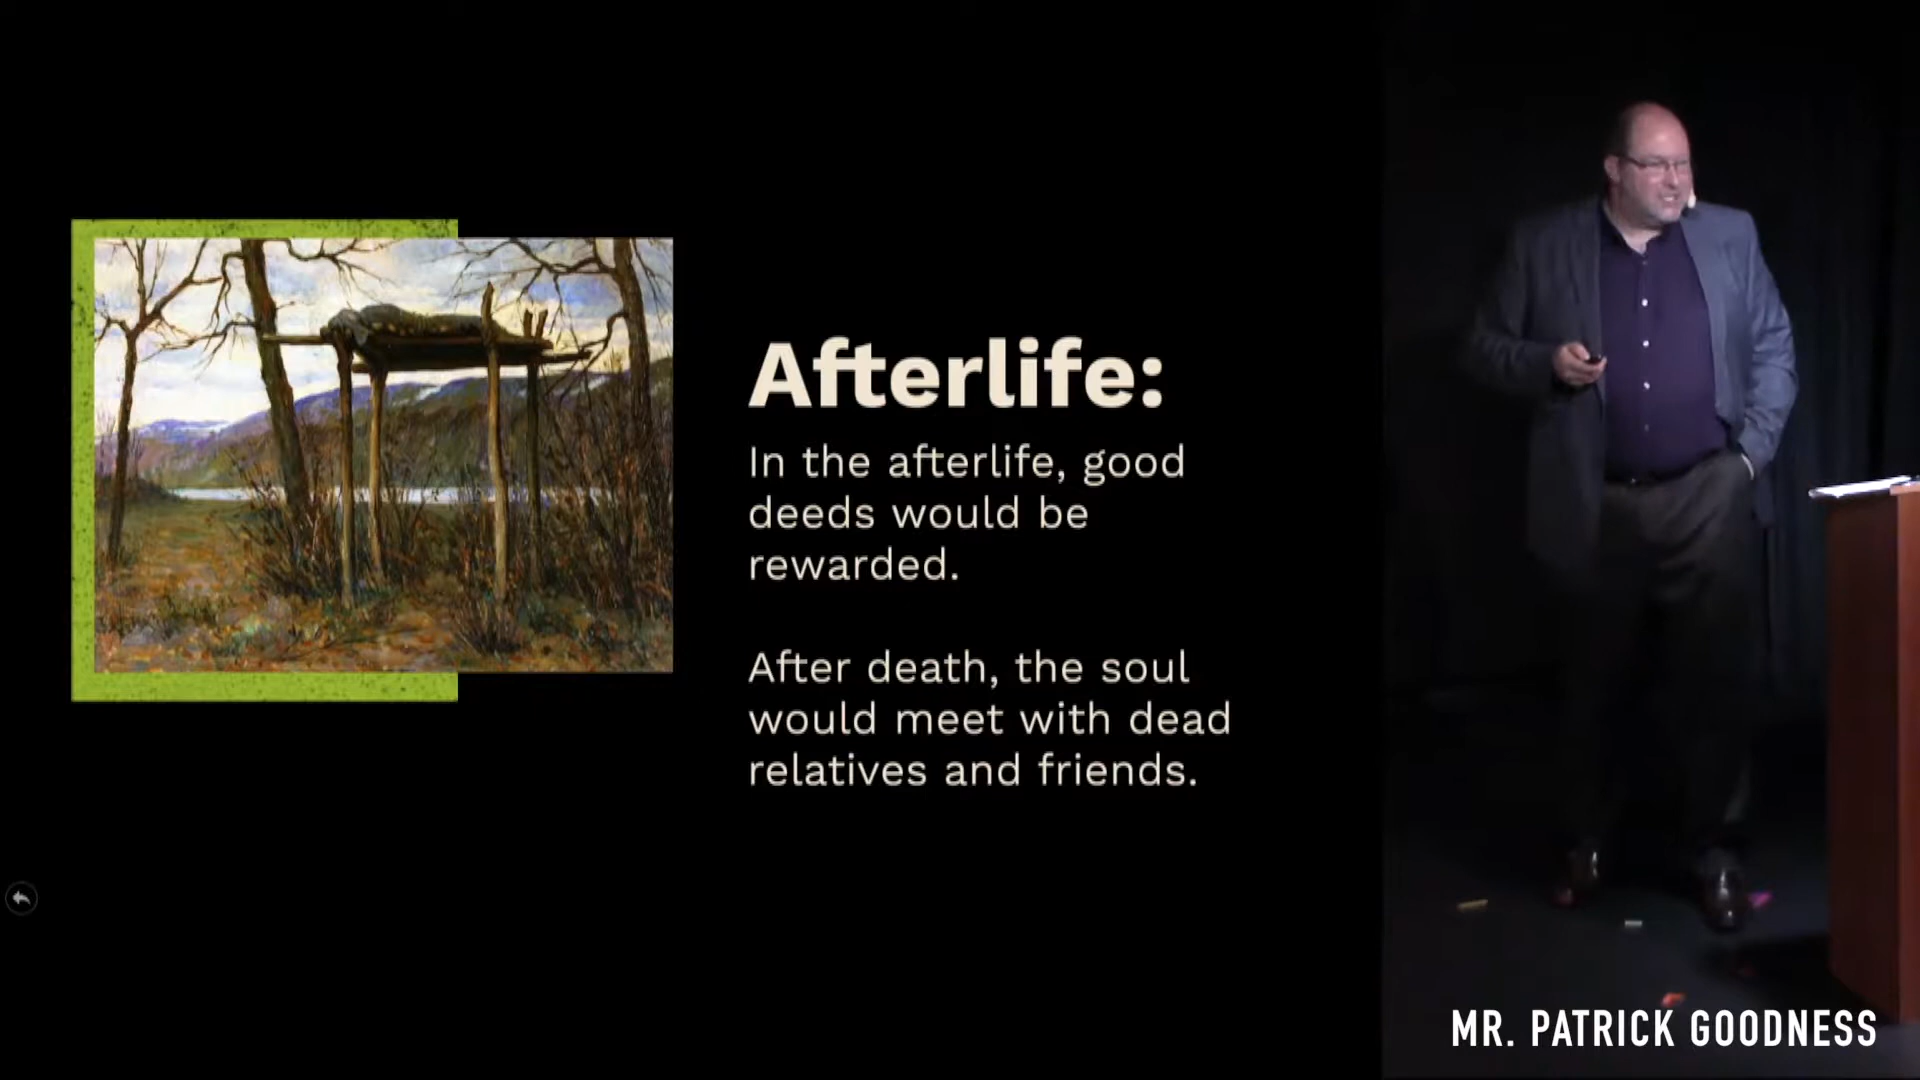 Afterlife:
In the afterlife, good
deeds would be
rewarded.
After death, the soul
would meet with dead
relatives and friends.
MR. PATRICK GOODNESS